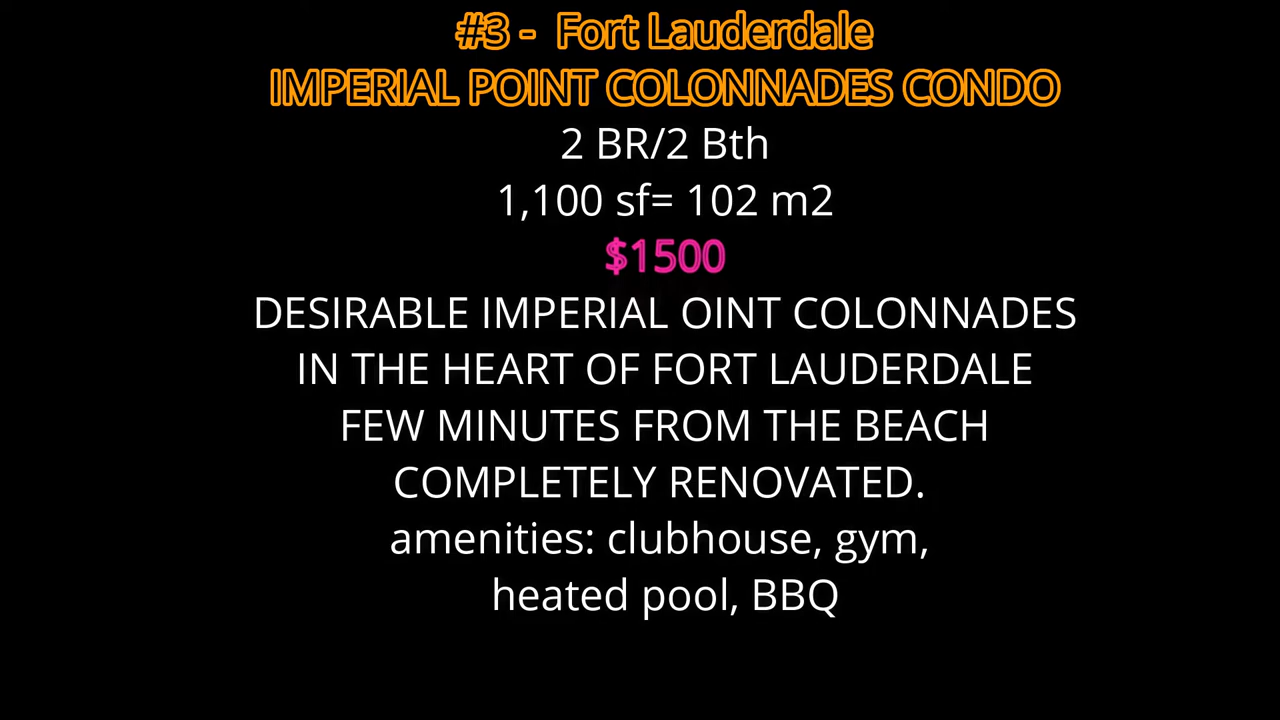 #3 -  Fort Lauderdale
IMPERIAL POINT COLONNADES CONDO
2 BR/2 Bth
1,100 sf= 102 m2
$1500
DESIRABLE IMPERIAL OINT COLONNADES
IN THE HEART OF FORT LAUDERDALE
FEW MINUTES FROM THE BEACH
COMPLETELY RENOVATED.
amenities: clubhouse, gym,
heated pool, BBQ